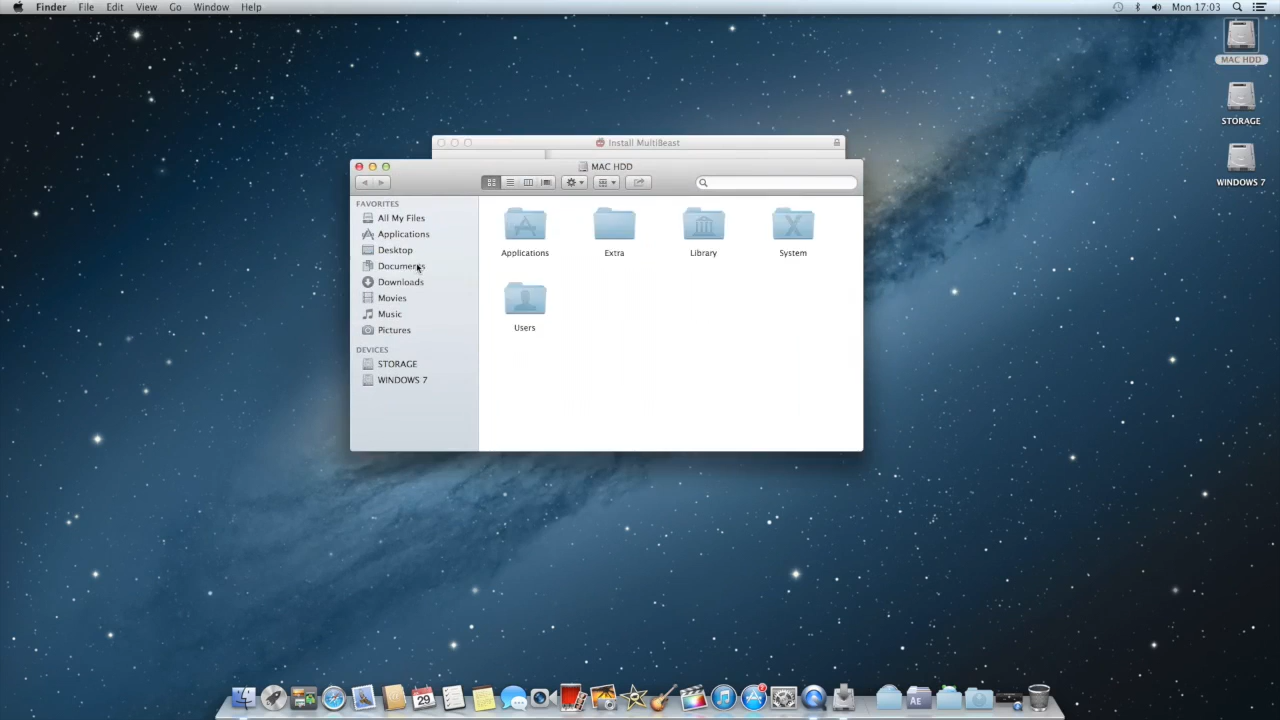 Finder File Edit View Go Window Help Mon 17:03
MAC HDD
STORAGE
WINDOWS 7
Install MultiBeast
MAC HDD
FAVORITES
All My Files
Applications
Desktop
Documents
Downloads
Movies
Music
Pictures
DEVICES
STORAGE
WINDOWS 7
Applications Extra Library System
Users
29
AE